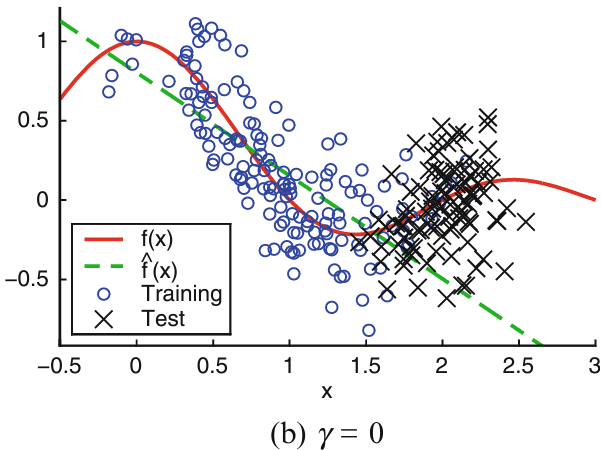 1
0.5
0
−0.5
f(x)
f̂(x)
Training
Test
−0.5 0 0.5 1 1.5 2 2.5 3
x
(b) γ = 0